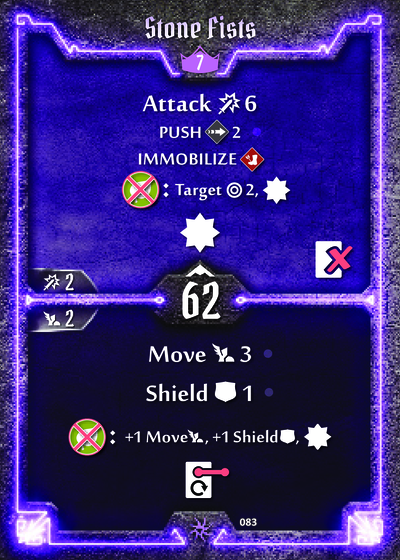 Stone Fists
7
Attack 6
PUSH 2
IMMOBILIZE
: Target 2,
2
62
2
Move 3
Shield 1
: +1 Move, +1 Shield,
083